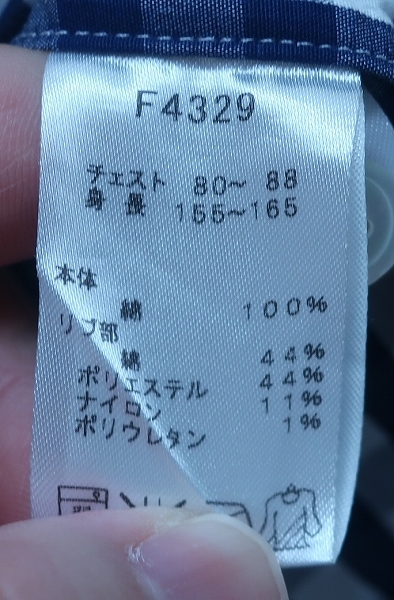 F4329
チェスト 80〜 88
身 長 155〜165
本体
綿 100%
リブ部
綿 44%
ポリエステル 44%
ナイロン 11%
ポリウレタン 1%